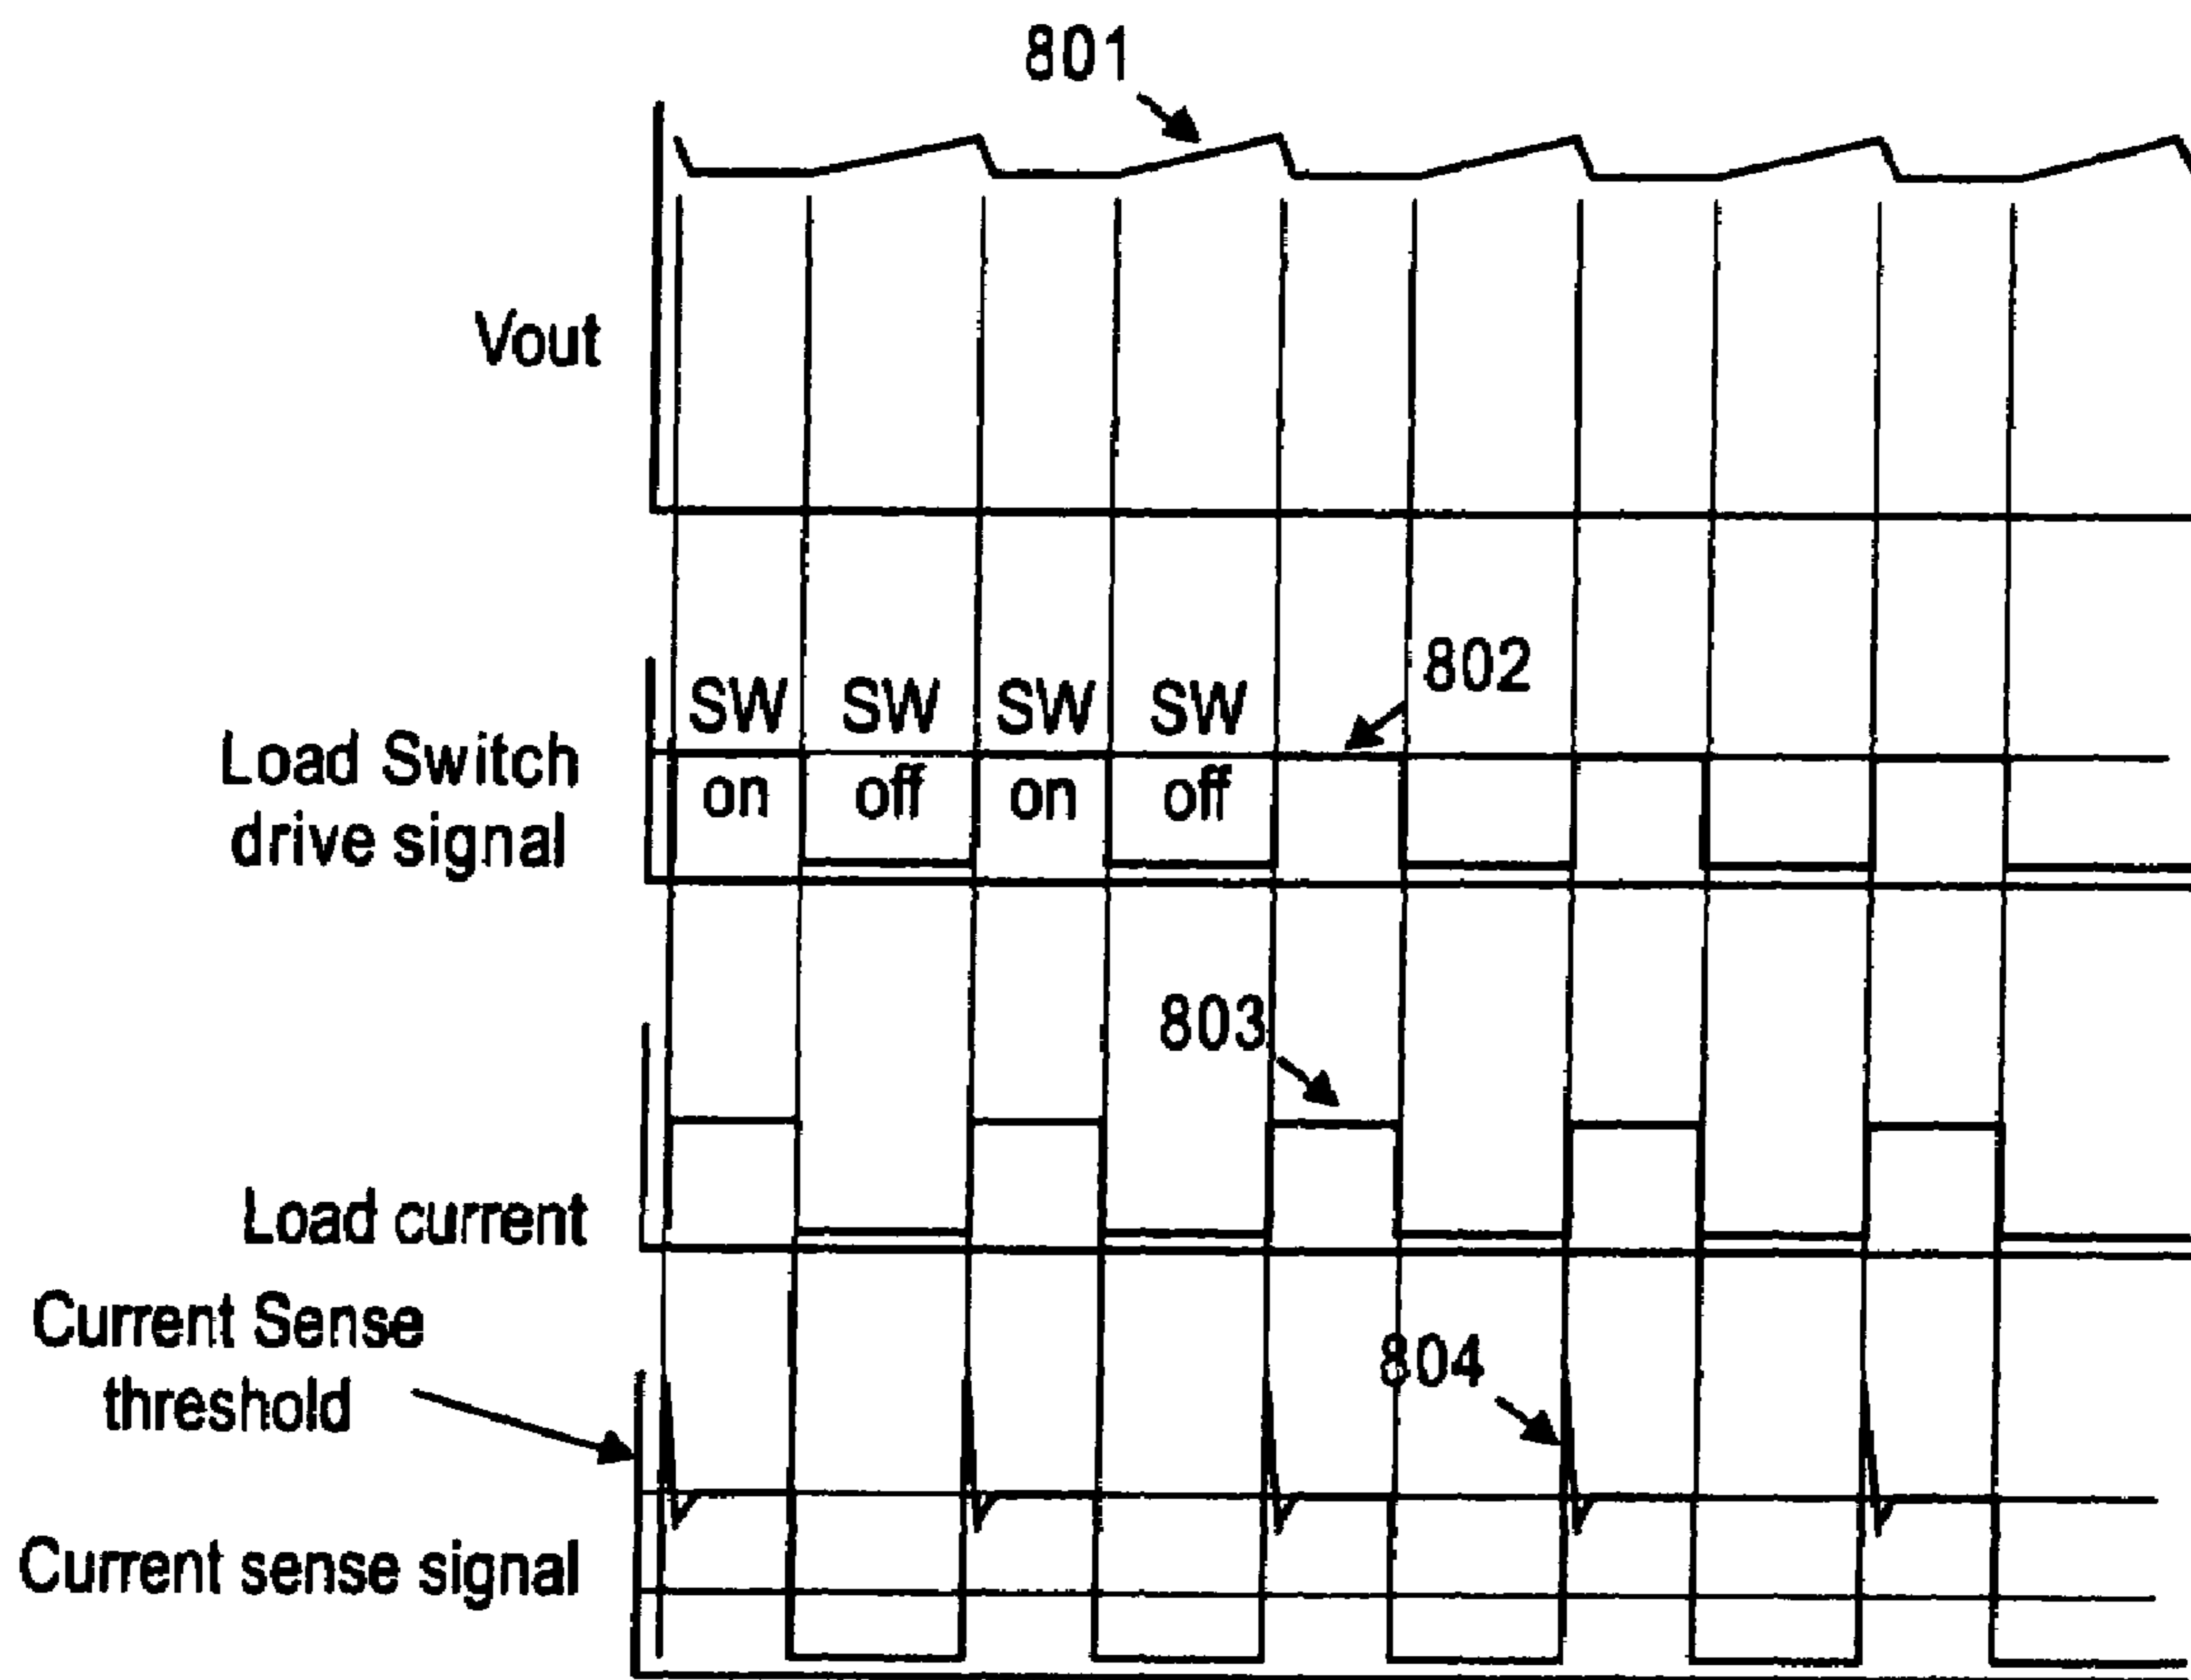 801
Vout
802
SW SW SW SW
on off on off
Load Switch
drive signal
803
Load current
Current Sense
threshold
804
Current sense signal